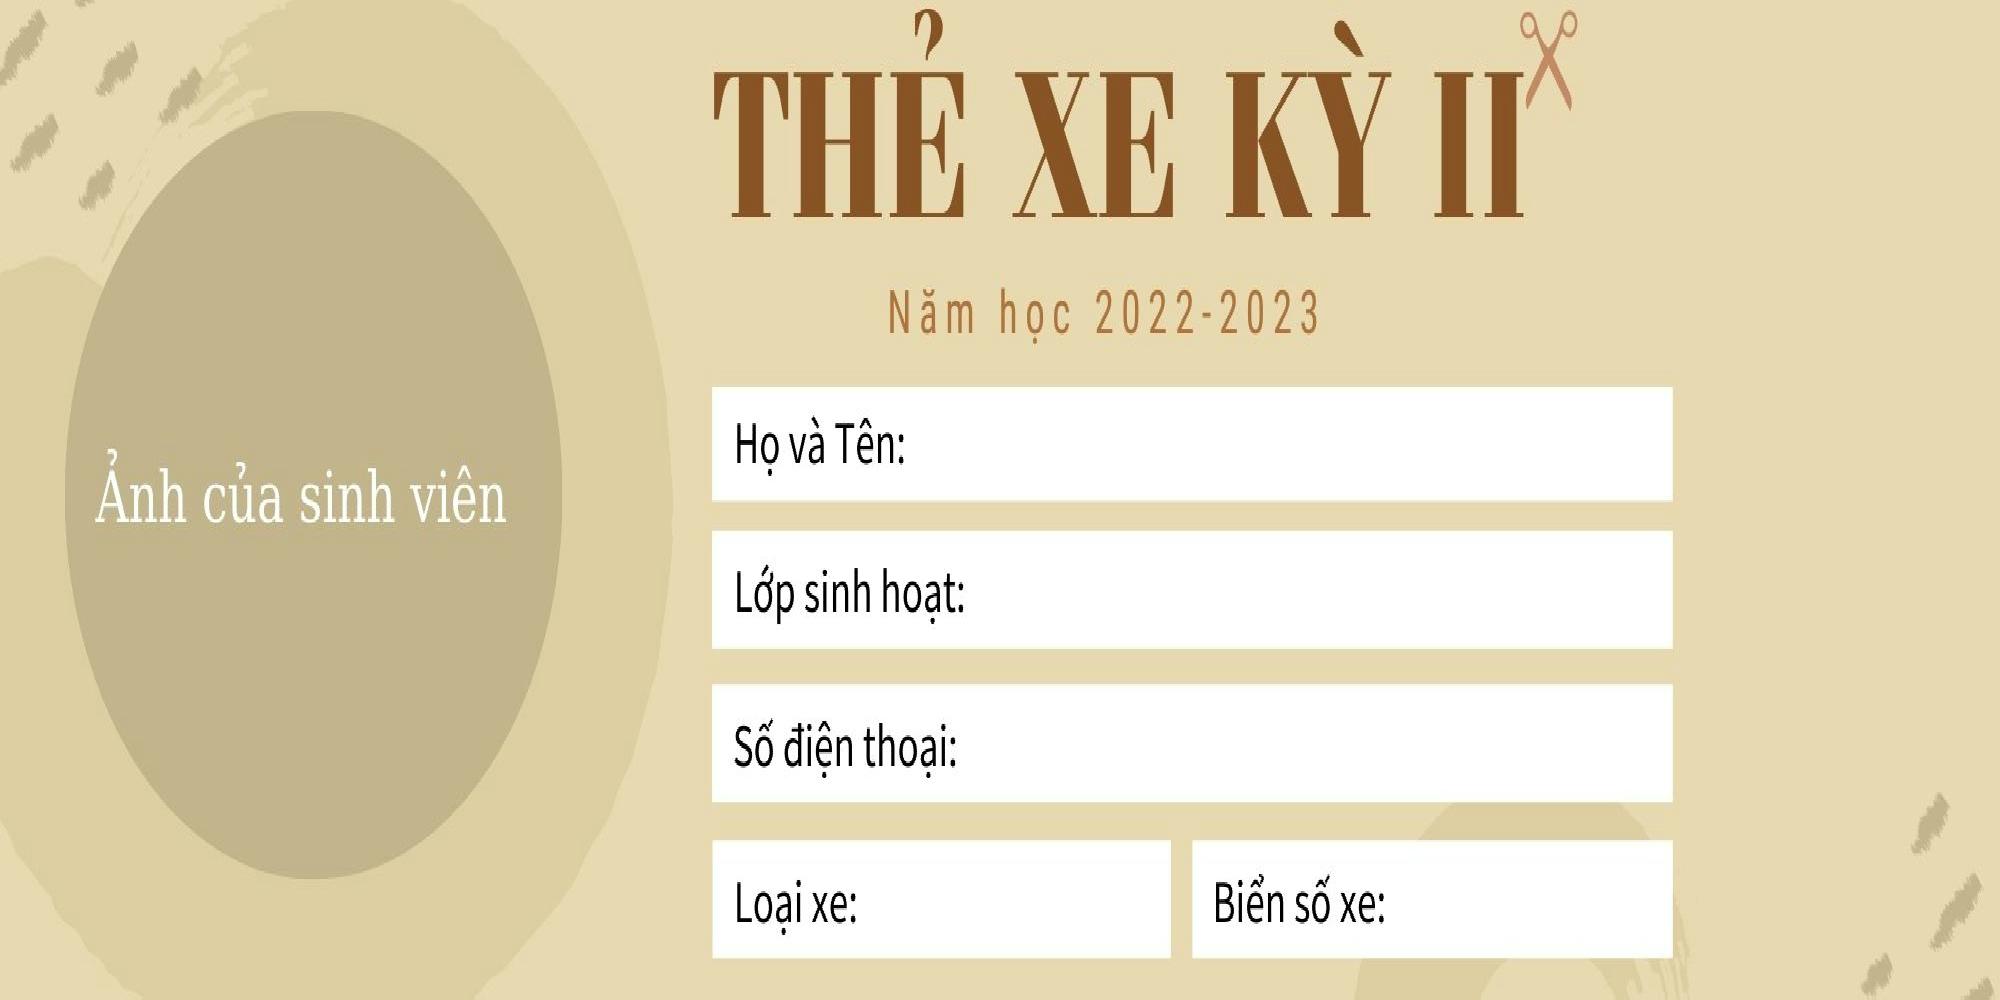 THẺ XE KỲ II
Năm học 2022-2023
Ảnh của sinh viên
Họ và Tên:
Lớp sinh hoạt:
Số điện thoại:
Loại xe:
Biển số xe: